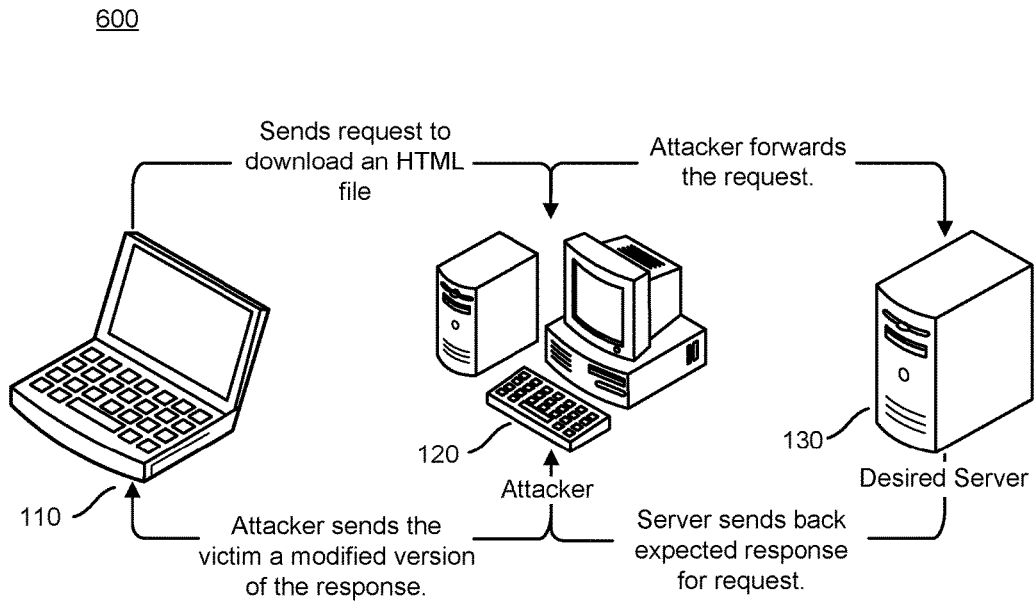 600
Sends request to
download an HTML
file
Attacker forwards
the request.
110
120
Attacker
130
Desired Server
Attacker sends the
victim a modified version
of the response.
Server sends back
expected response
for request.